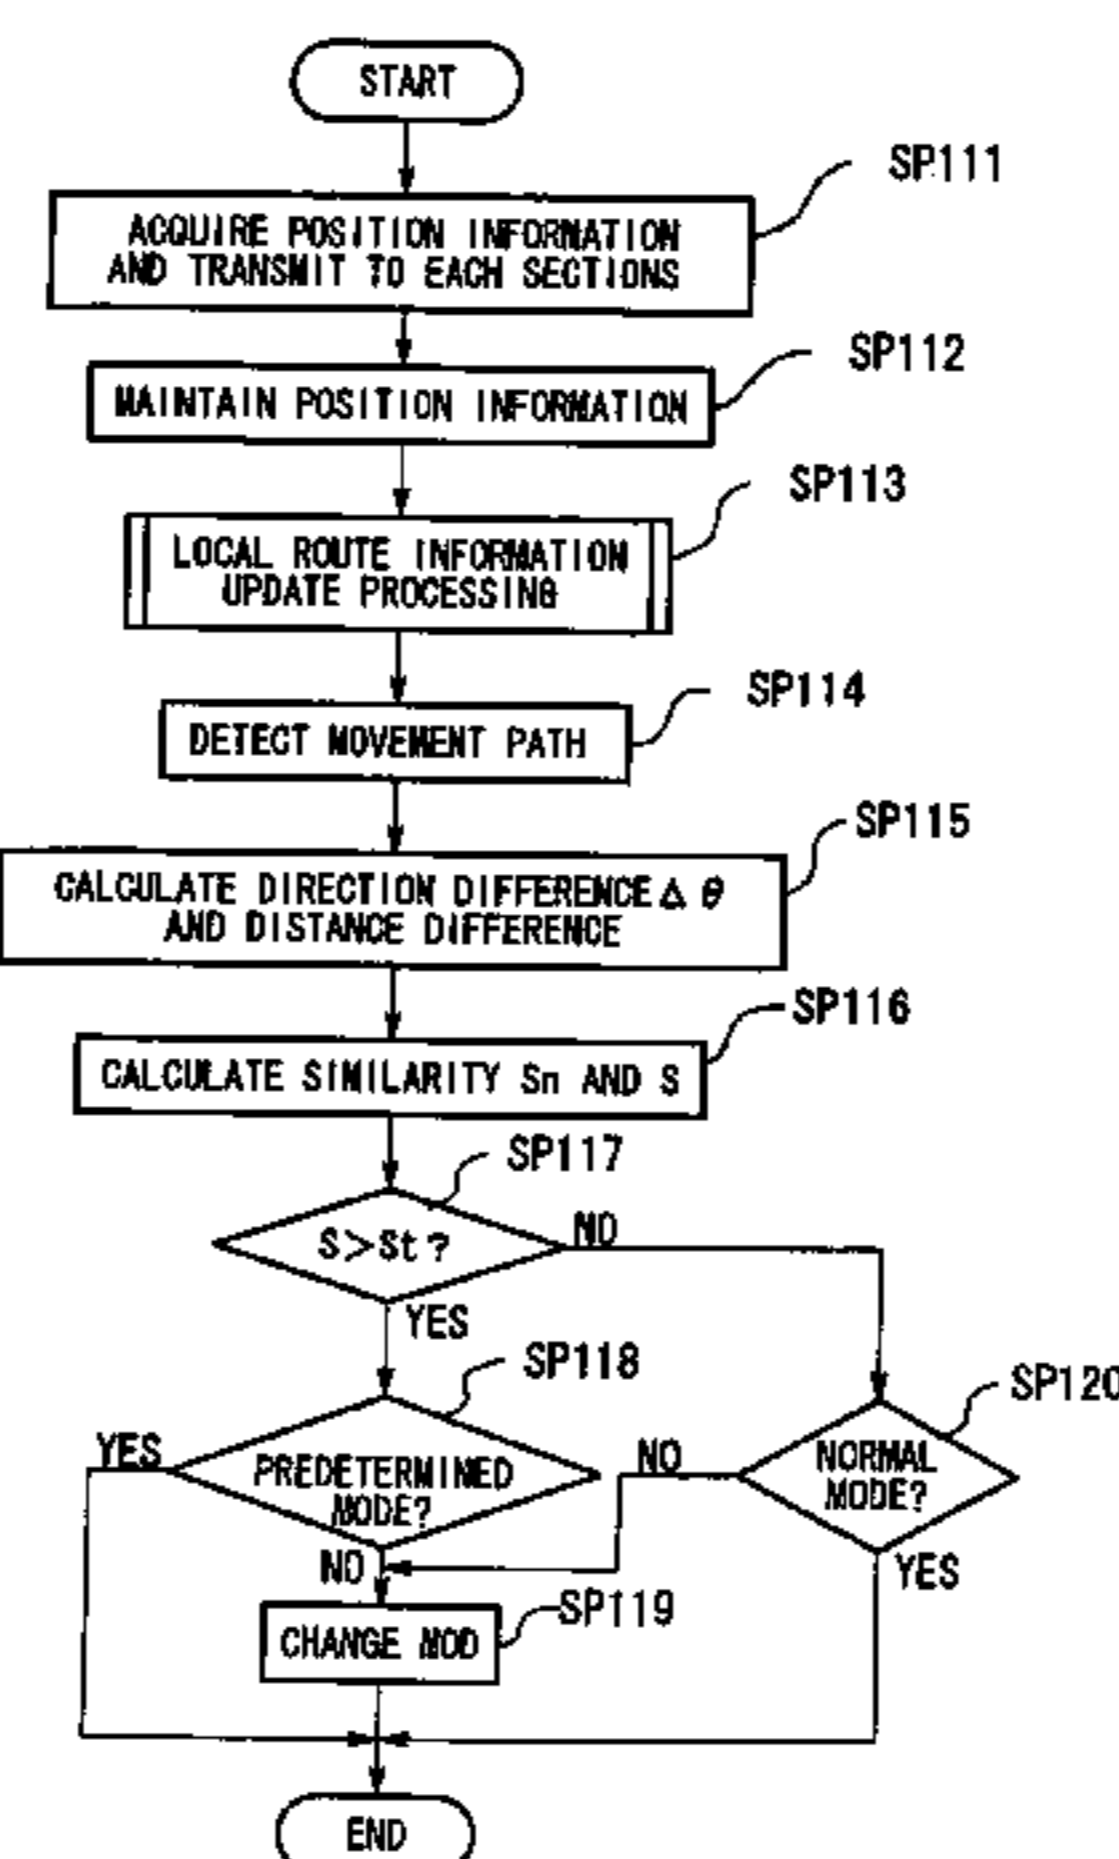 START
SP111
ACQUIRE POSITION INFORMATION
AND TRANSMIT TO EACH SECTIONS
SP112
MAINTAIN POSITION INFORMATION
SP113
LOCAL ROUTE INFORMATION
UPDATE PROCESSING
SP114
DETECT MOVEMENT PATH
SP115
CALCULATE DIRECTION DIFFERENCE Δ θ
AND DISTANCE DIFFERENCE
SP116
CALCULATE SIMILARITY Sn AND S
SP117
S>St?
NO
YES
SP118
SP120
YES
PREDETERMINED
MODE?
NO
NORMAL
MODE?
NO
YES
SP119
CHANGE MOD
END